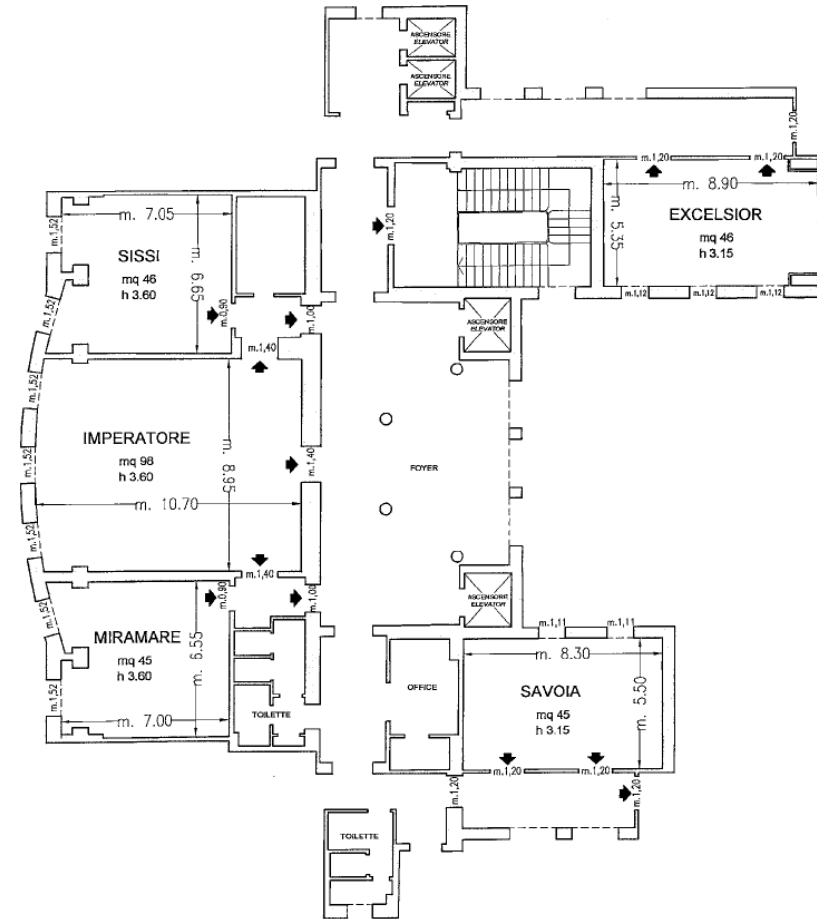 ASCENSORE
ELEVATOR
ASCENSORE
ELEVATOR
m.1,20
m.1,20
m.1,20
m. 8.90
m. 5.35
EXCELSIOR
mq 46
h 3.15
m.1,12
m.1,12
m.1,12
m.1,20
m.1,52
m. 7.05
SISSI
mq 46
h 3.60
m. 6.65
m.0,90
m.1,00
m.1,40
m.1,52
m.1,52
ASCENSORE
ELEVATOR
m.1,52
IMPERATORE
mq 98
h 3.60
m. 8.95
m. 10.70
m.1,40
FOYER
m.1,52
m.1,52
m.1,40
m.0,90
m.1,00
m.1,52
MIRAMARE
mq 45
h 3.60
m. 6.55
m. 7.00
m.1,52
TOILETTE
ASCENSORE
ELEVATOR
OFFICE
m.1,11
m.1,11
m. 8.30
m. 5.50
SAVOIA
mq 45
h 3.15
m.1,20
m.1,20
m.1,20
m.1,20
TOILETTE